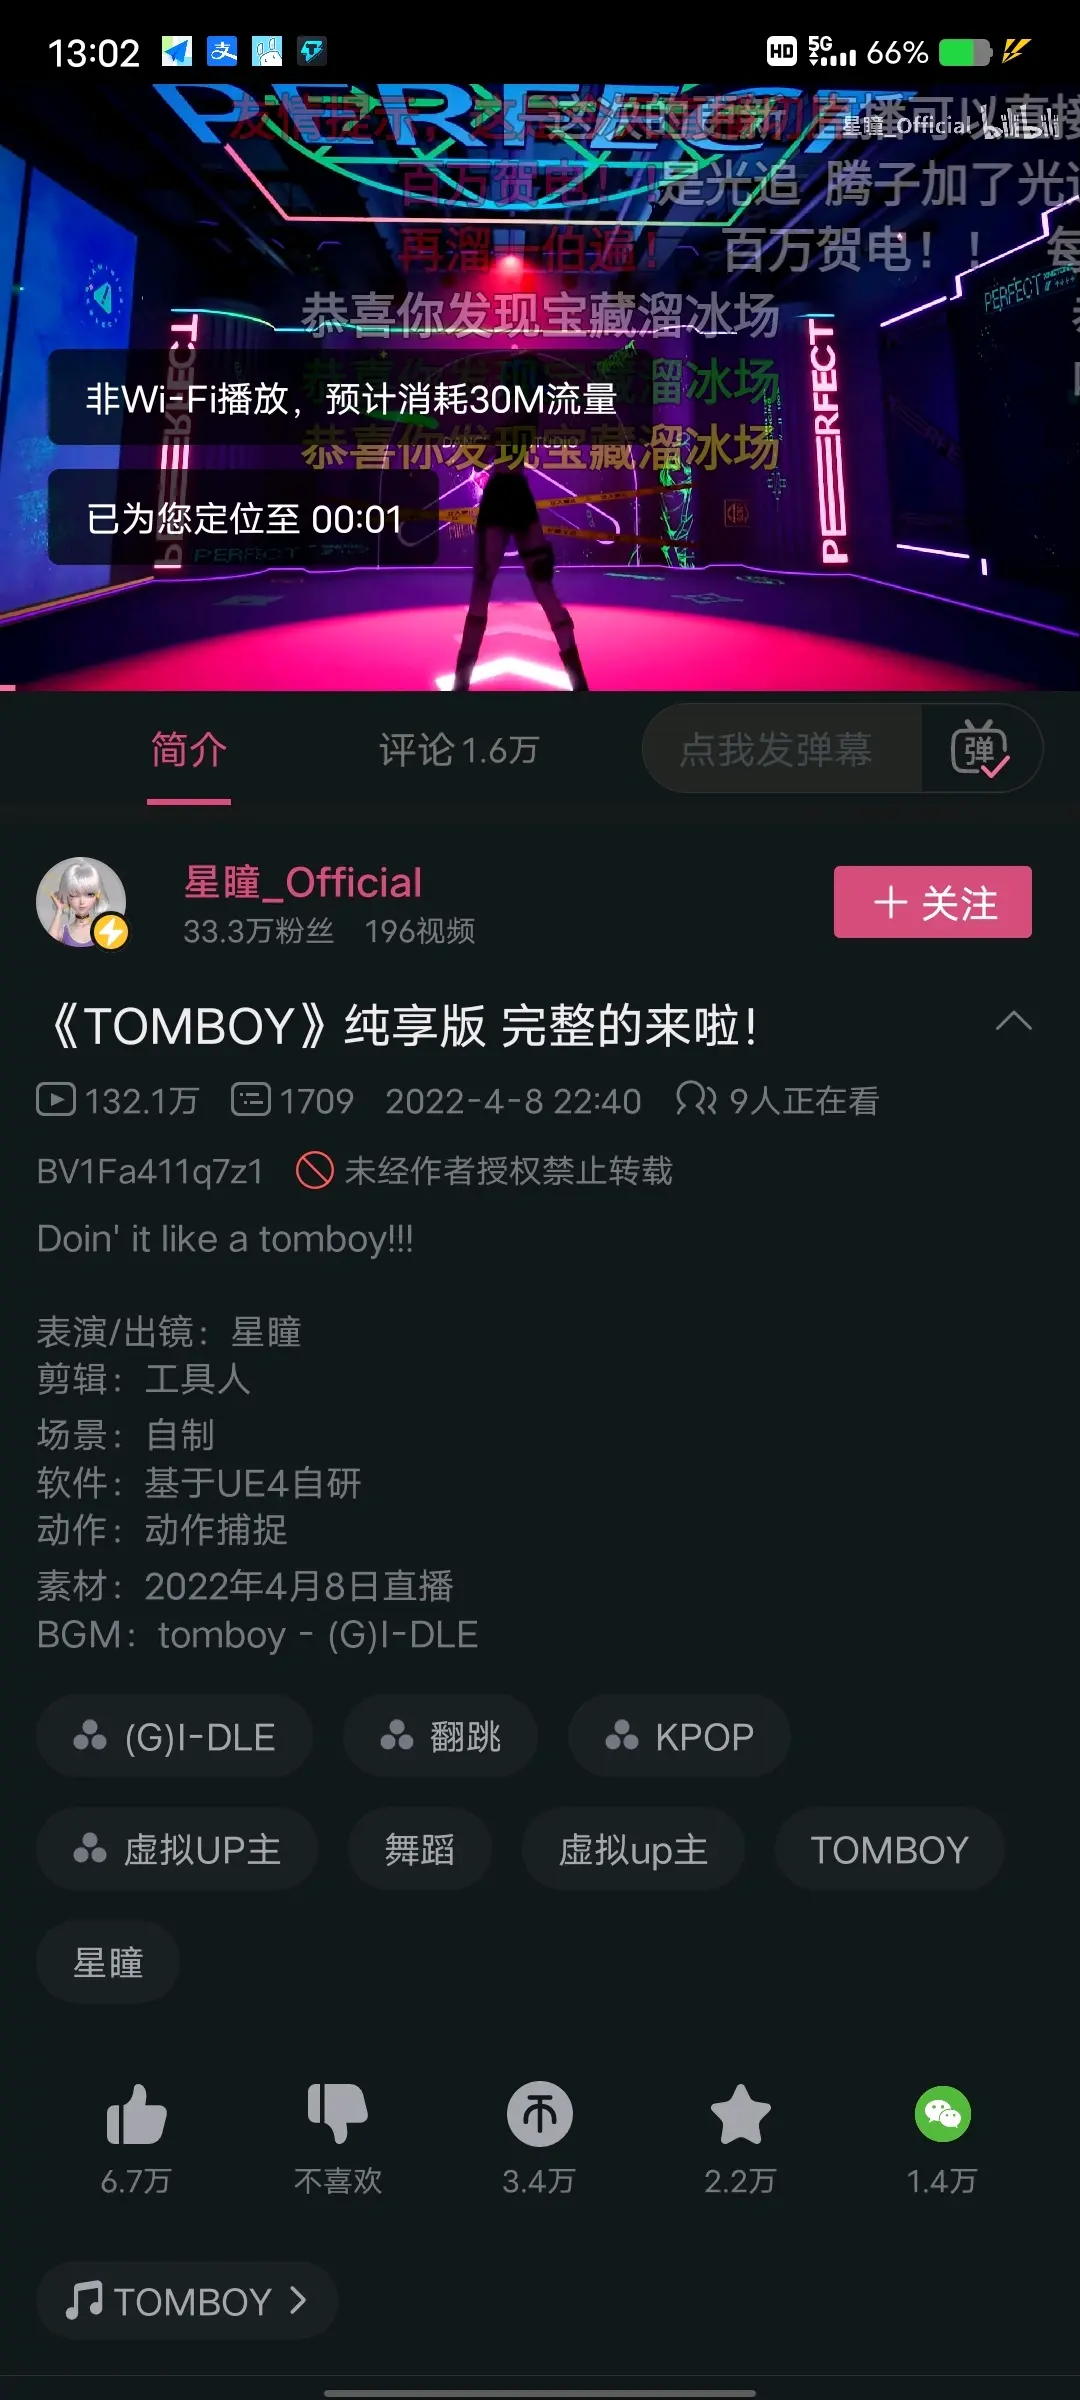 13:02
HD 5G 66%
PERFECT
星瞳_Official bilibili
这次的更新
直播可以直接
百万贺电!
是光追 腾子加了光追
再溜一伯遍!
百万贺电!!
每
恭喜你发现宝藏溜冰场
恭喜你发现宝藏溜冰场
恭喜你发现宝藏溜冰场
PERFECT
PERFECT
PERFECT
非Wi-Fi播放，预计消耗30M流量
已为您定位至 00:01
简介
评论 1.6万
点我发弹幕
弹
星瞳_Official
33.3万粉丝 196视频
+ 关注
《TOMBOY》纯享版 完整的来啦!
132.1万 1709 2022-4-8 22:40 9人正在看
BV1Fa411q7z1 未经作者授权禁止转载
Doin' it like a tomboy!!!
表演/出镜：星瞳
剪辑：工具人
场景：自制
软件：基于UE4自研
动作：动作捕捉
素材：2022年4月8日直播
BGM：tomboy - (G)I-DLE
(G)I-DLE 翻跳 KPOP
虚拟UP主 舞蹈 虚拟up主 TOMBOY
星瞳
6.7万 不喜欢 3.4万 2.2万 1.4万
TOMBOY